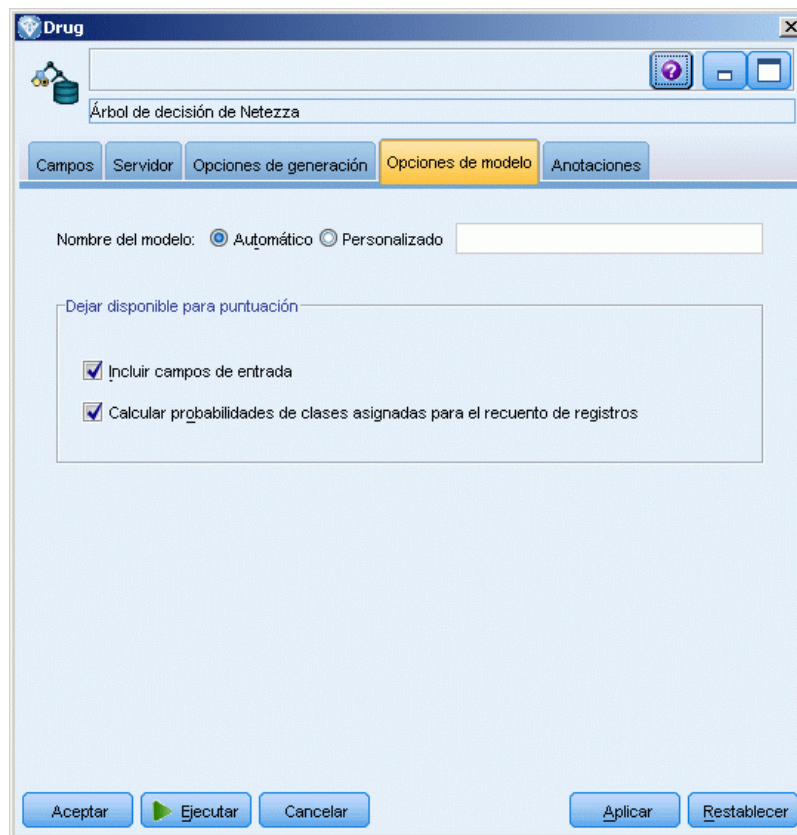 Drug
Árbol de decisión de Netezza
Campos Servidor Opciones de generación Opciones de modelo Anotaciones
Nombre del modelo: Automático Personalizado
Dejar disponible para puntuación
Incluir campos de entrada
Calcular probabilidades de clases asignadas para el recuento de registros
Aceptar Ejecutar Cancelar Aplicar Restablecer